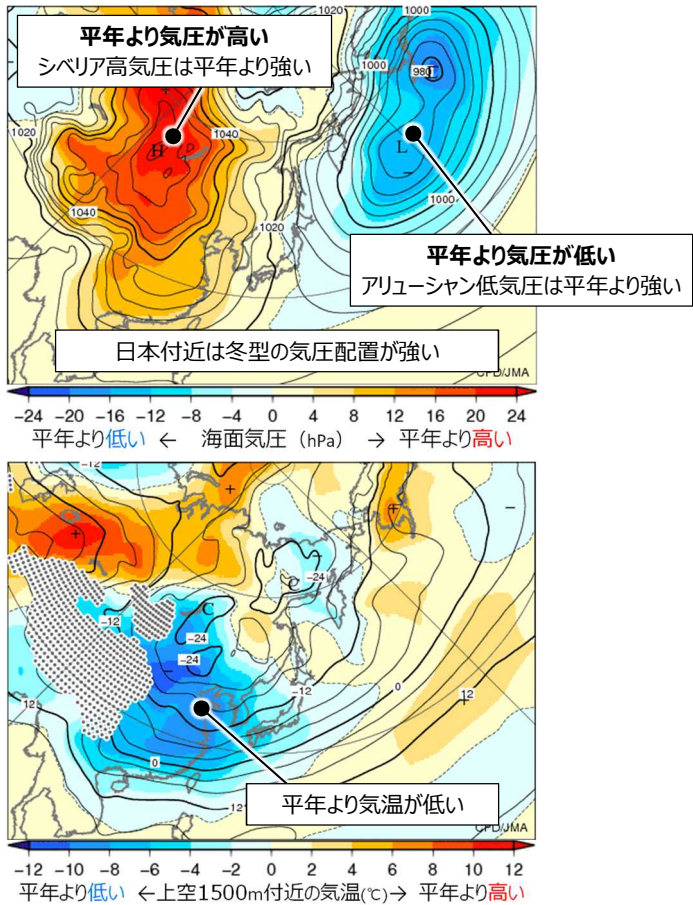 1020
1000
平年より気圧が高い
シベリア高気圧は平年より強い
1000
980
L
1020
H
1040
L
1040
1000
1020
平年より気圧が低い
アリューシャン低気圧は平年より強い
日本付近は冬型の気圧配置が強い
CPD/JMA
-24 -20 -16 -12 -8 -4 0 4 8 12 16 20 24
平年より低い ← 海面気圧（hPa） → 平年より高い
-12
-24
C
-12
C
-24
-24
-12
0
12
12
0
12
平年より気温が低い
CPD/JMA
-12 -10 -8 -6 -4 -2 0 2 4 6 8 10 12
平年より低い ←上空1500m付近の気温(℃)→ 平年より高い